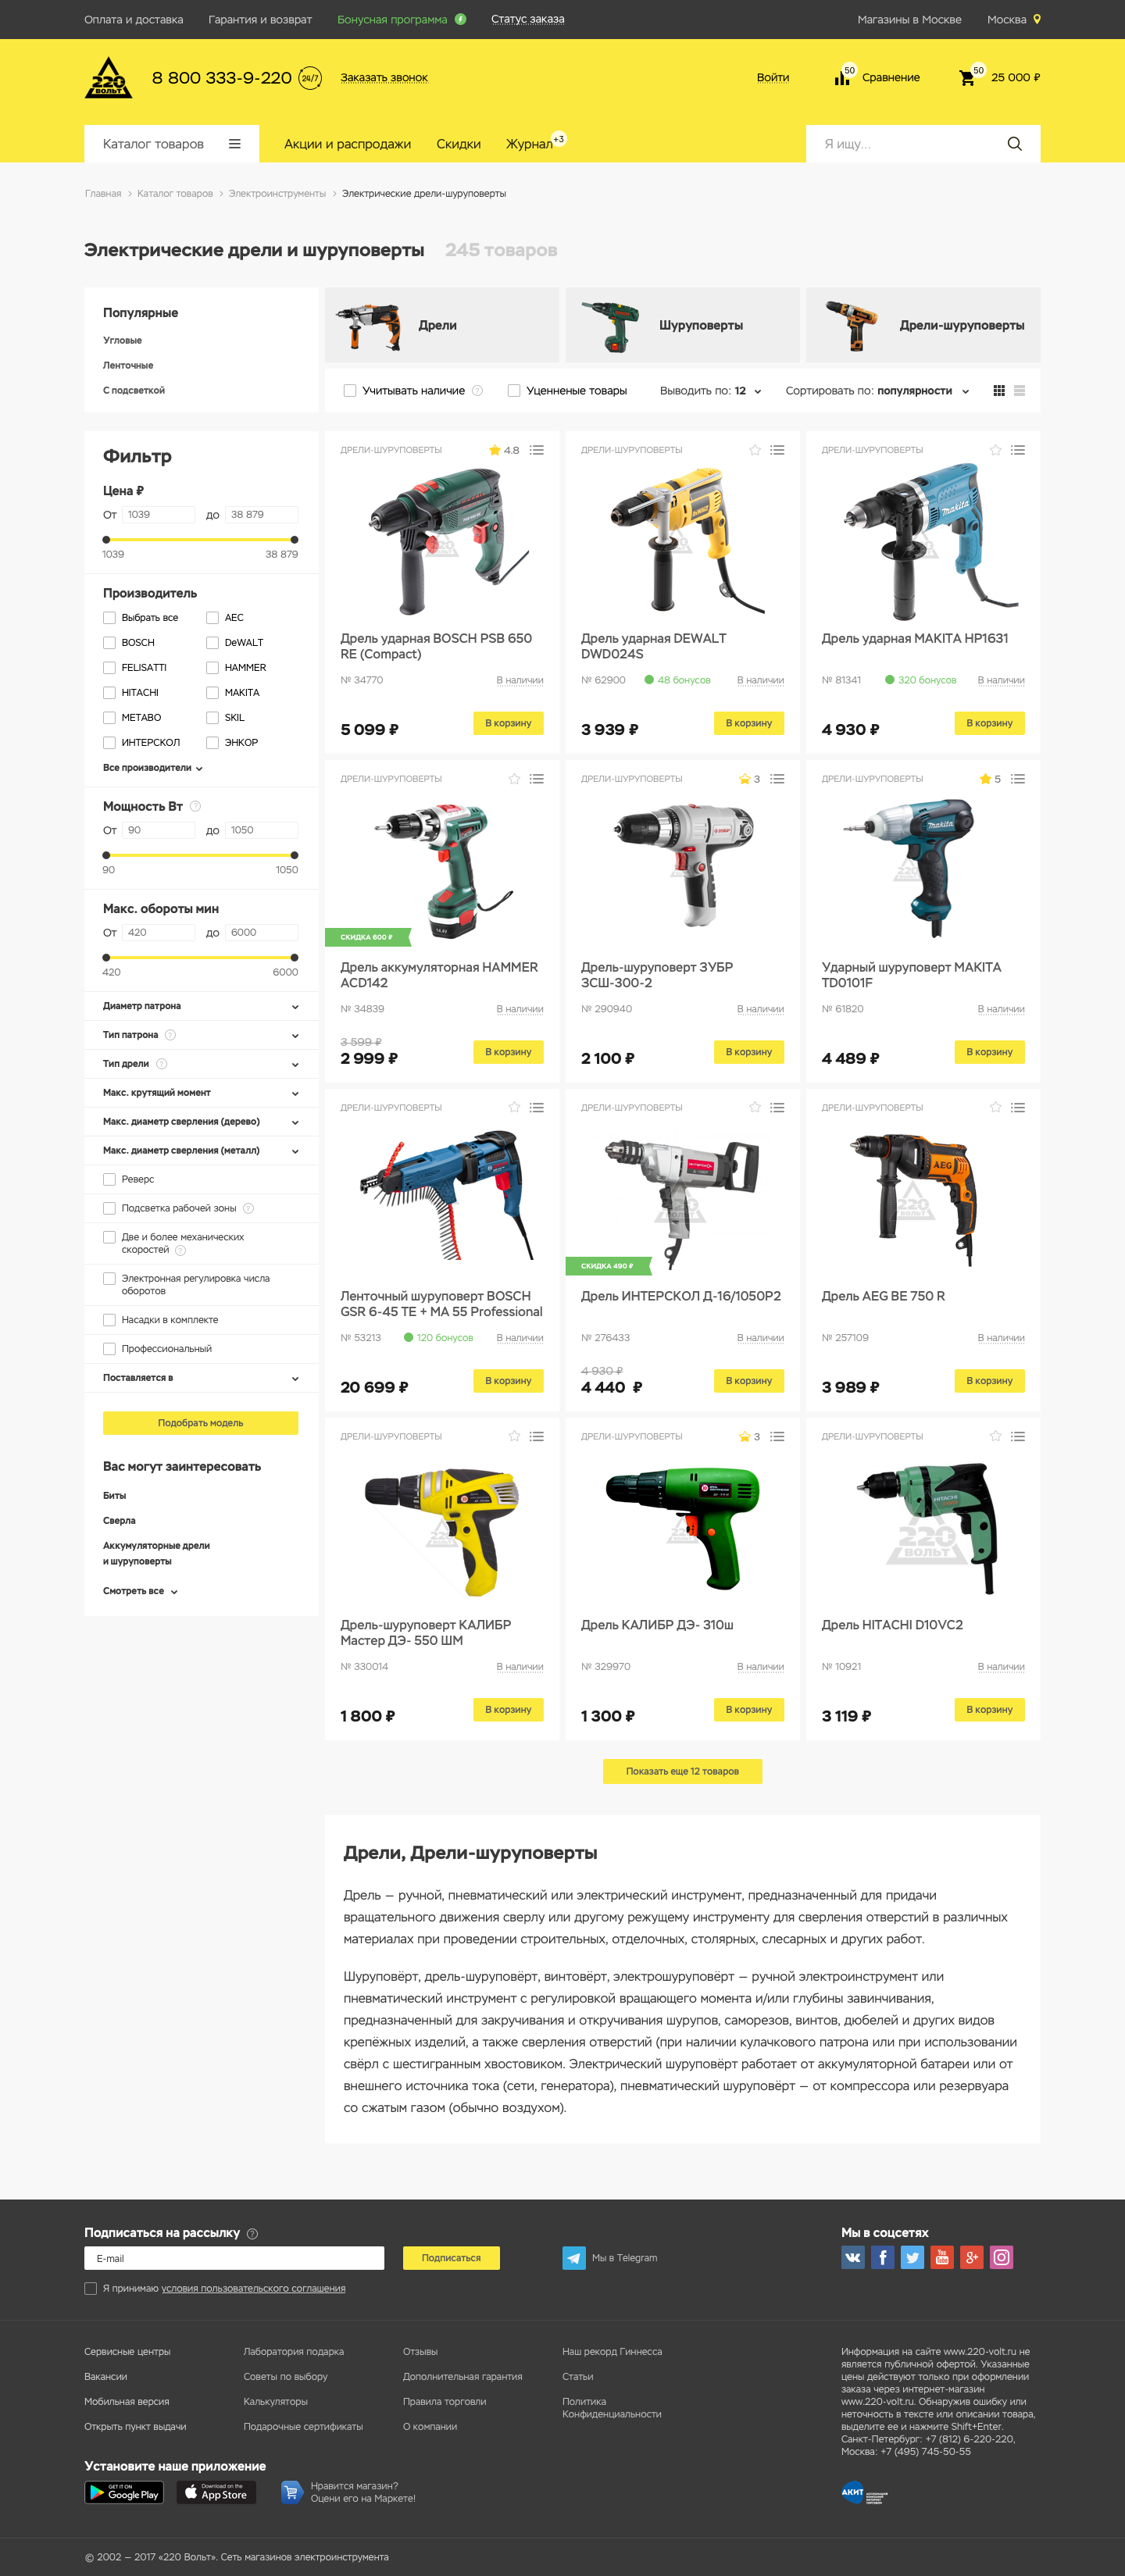 Оплата и доставка Гарантия и возврат Бонусная программа Статус заказа Магазины в Москве Москва
220 ВОЛЬТ
8 800 333-9-220 24/7 Заказать звонок Войти 50 Сравнение 50 25 000 ₽
Каталог товаров Акции и распродажи Скидки Журнал +3 Я ищу...
Главная > Каталог товаров > Электроинструменты > Электрические дрели-шуруповерты
Электрические дрели и шуруповерты 245 товаров
Популярные
Угловые
Ленточные
С подсветкой
Дрели Шуруповерты Дрели-шуруповерты
Учитывать наличие ? Уценненые товары Выводить по: 12 Сортировать по: популярности
Фильтр
Цена ₽
От 1039 до 38 879
1039 38 879
Производитель
Выбрать все AEC
BOSCH DeWALT
FELISATTI HAMMER
HITACHI MAKITA
METABO SKIL
ИНТЕРСКОЛ ЭНКОР
Все производители
Мощность Вт ?
От 90 до 1050
90 1050
Макс. обороты мин
От 420 до 6000
420 6000
Диаметр патрона
Тип патрона ?
Тип дрели ?
Макс. крутящий момент
Макс. диаметр сверления (дерево)
Макс. диаметр сверления (металл)
Реверс
Подсветка рабочей зоны ?
Две и более механических
скоростей ?
Электронная регулировка числа
оборотов
Насадки в комплекте
Профессиональный
Поставляется в
Подобрать модель
Вас могут заинтересовать
Биты
Сверла
Аккумуляторные дрели
и шуруповерты
Смотреть все
ДРЕЛИ-ШУРУПОВЕРТЫ 4.8
Дрель ударная BOSCH PSB 650
RE (Compact)
№ 34770 В наличии
5 099 ₽ В корзину
ДРЕЛИ-ШУРУПОВЕРТЫ
Дрель ударная DEWALT
DWD024S
№ 62900 48 бонусов В наличии
3 939 ₽ В корзину
ДРЕЛИ-ШУРУПОВЕРТЫ
makita
Дрель ударная MAKITA HP1631
№ 81341 320 бонусов В наличии
4 930 ₽ В корзину
ДРЕЛИ-ШУРУПОВЕРТЫ
СКИДКА 600 ₽
Дрель аккумуляторная HAMMER
ACD142
№ 34839 В наличии
3 599 ₽
2 999 ₽ В корзину
ДРЕЛИ-ШУРУПОВЕРТЫ 3
Дрель-шуруповерт ЗУБР
ЗСШ-300-2
№ 290940 В наличии
2 100 ₽ В корзину
ДРЕЛИ-ШУРУПОВЕРТЫ 5
makita
Ударный шуруповерт MAKITA
TD0101F
№ 61820 В наличии
4 489 ₽ В корзину
ДРЕЛИ-ШУРУПОВЕРТЫ
Ленточный шуруповерт BOSCH
GSR 6-45 TE + MA 55 Professional
№ 53213 120 бонусов В наличии
20 699 ₽ В корзину
ДРЕЛИ-ШУРУПОВЕРТЫ
СКИДКА 490 ₽
Дрель ИНТЕРСКОЛ Д-16/1050Р2
№ 276433 В наличии
4 930 ₽
4 440 ₽ В корзину
ДРЕЛИ-ШУРУПОВЕРТЫ
AEG
Дрель AEG BE 750 R
№ 257109 В наличии
3 989 ₽ В корзину
ДРЕЛИ-ШУРУПОВЕРТЫ
Дрель-шуруповерт КАЛИБР
Мастер ДЭ- 550 ШМ
№ 330014 В наличии
1 800 ₽ В корзину
ДРЕЛИ-ШУРУПОВЕРТЫ 3
Дрель КАЛИБР ДЭ- 310ш
№ 329970 В наличии
1 300 ₽ В корзину
ДРЕЛИ-ШУРУПОВЕРТЫ
HITACHI
220 ВОЛЬТ
Дрель HITACHI D10VC2
№ 10921 В наличии
3 119 ₽ В корзину
Показать еще 12 товаров
Дрели, Дрели-шуруповерты
Дрель — ручной, пневматический или электрический инструмент, предназначенный для придачи
вращательного движения сверлу или другому режущему инструменту для сверления отверстий в различных
материалах при проведении строительных, отделочных, столярных, слесарных и других работ.
Шуруповёрт, дрель-шуруповёрт, винтовёрт, электрошуруповёрт — ручной электроинструмент или
пневматический инструмент с регулировкой вращающего момента и/или глубины завинчивания,
предназначенный для закручивания и откручивания шурупов, саморезов, винтов, дюбелей и других видов
крепёжных изделий, а также сверления отверстий (при наличии кулачкового патрона или при использовании
свёрл с шестигранным хвостовиком. Электрический шуруповёрт работает от аккумуляторной батареи или от
внешнего источника тока (сети, генератора), пневматический шуруповёрт — от компрессора или резервуара
со сжатым газом (обычно воздухом).
Подписаться на рассылку ? Мы в соцсетях
E-mail Подписаться Мы в Telegram
Я принимаю условия пользовательского соглашения
Сервисные центры Лаборатория подарка Отзывы Наш рекорд Гиннесса
Вакансии Советы по выбору Дополнительная гарантия Статьи
Мобильная версия Калькуляторы Правила торговли Политика
Конфиденциальности
Открыть пункт выдачи Подарочные сертификаты О компании
Информация на сайте www.220-volt.ru не
является публичной офертой. Указанные
цены действуют только при оформлении
заказа через интернет-магазин
www.220-volt.ru. Обнаружив ошибку или
неточность в тексте или описании товара,
выделите ее и нажмите Shift+Enter.
Санкт-Петербург: +7 (812) 6-220-220,
Москва: +7 (495) 745-50-55
Установите наше приложение
GET IT ON Google Play Download on the App Store
Нравится магазин?
Оцени его на Маркете!
АКИТ
© 2002 — 2017 «220 Вольт». Сеть магазинов электроинструмента